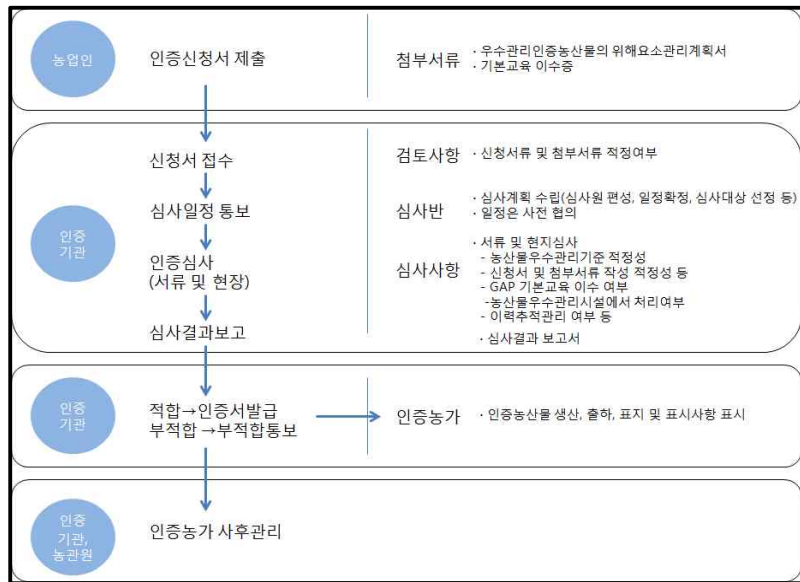 농업인
인증신청서 제출
첨부서류
· 우수관리인증농산물의 위해요소관리계획서
· 기본교육 이수증
인증
기관
신청서 접수
검토사항
· 신청서류 및 첨부서류 적정여부
심사일정 통보
심사반
· 심사계획 수립(심사원 편성, 일정확정, 심사대상 선정 등)
· 일정은 사전 협의
인증심사
(서류 및 현장)
심사사항
· 서류 및 현지심사
- 농산물우수관리기준 적정성
- 신청서 및 첨부서류 작성 적정성 등
- GAP 기본교육 이수 여부
-농산물우수관리시설에서 처리여부
- 이력추적관리 여부 등
심사결과보고
· 심사결과 보고서
인증
기관
적합→인증서발급
부적합 →부적합통보
인증농가
· 인증농산물 생산, 출하, 표지 및 표시사항 표시
인증
기관,
농관원
인증농가 사후관리